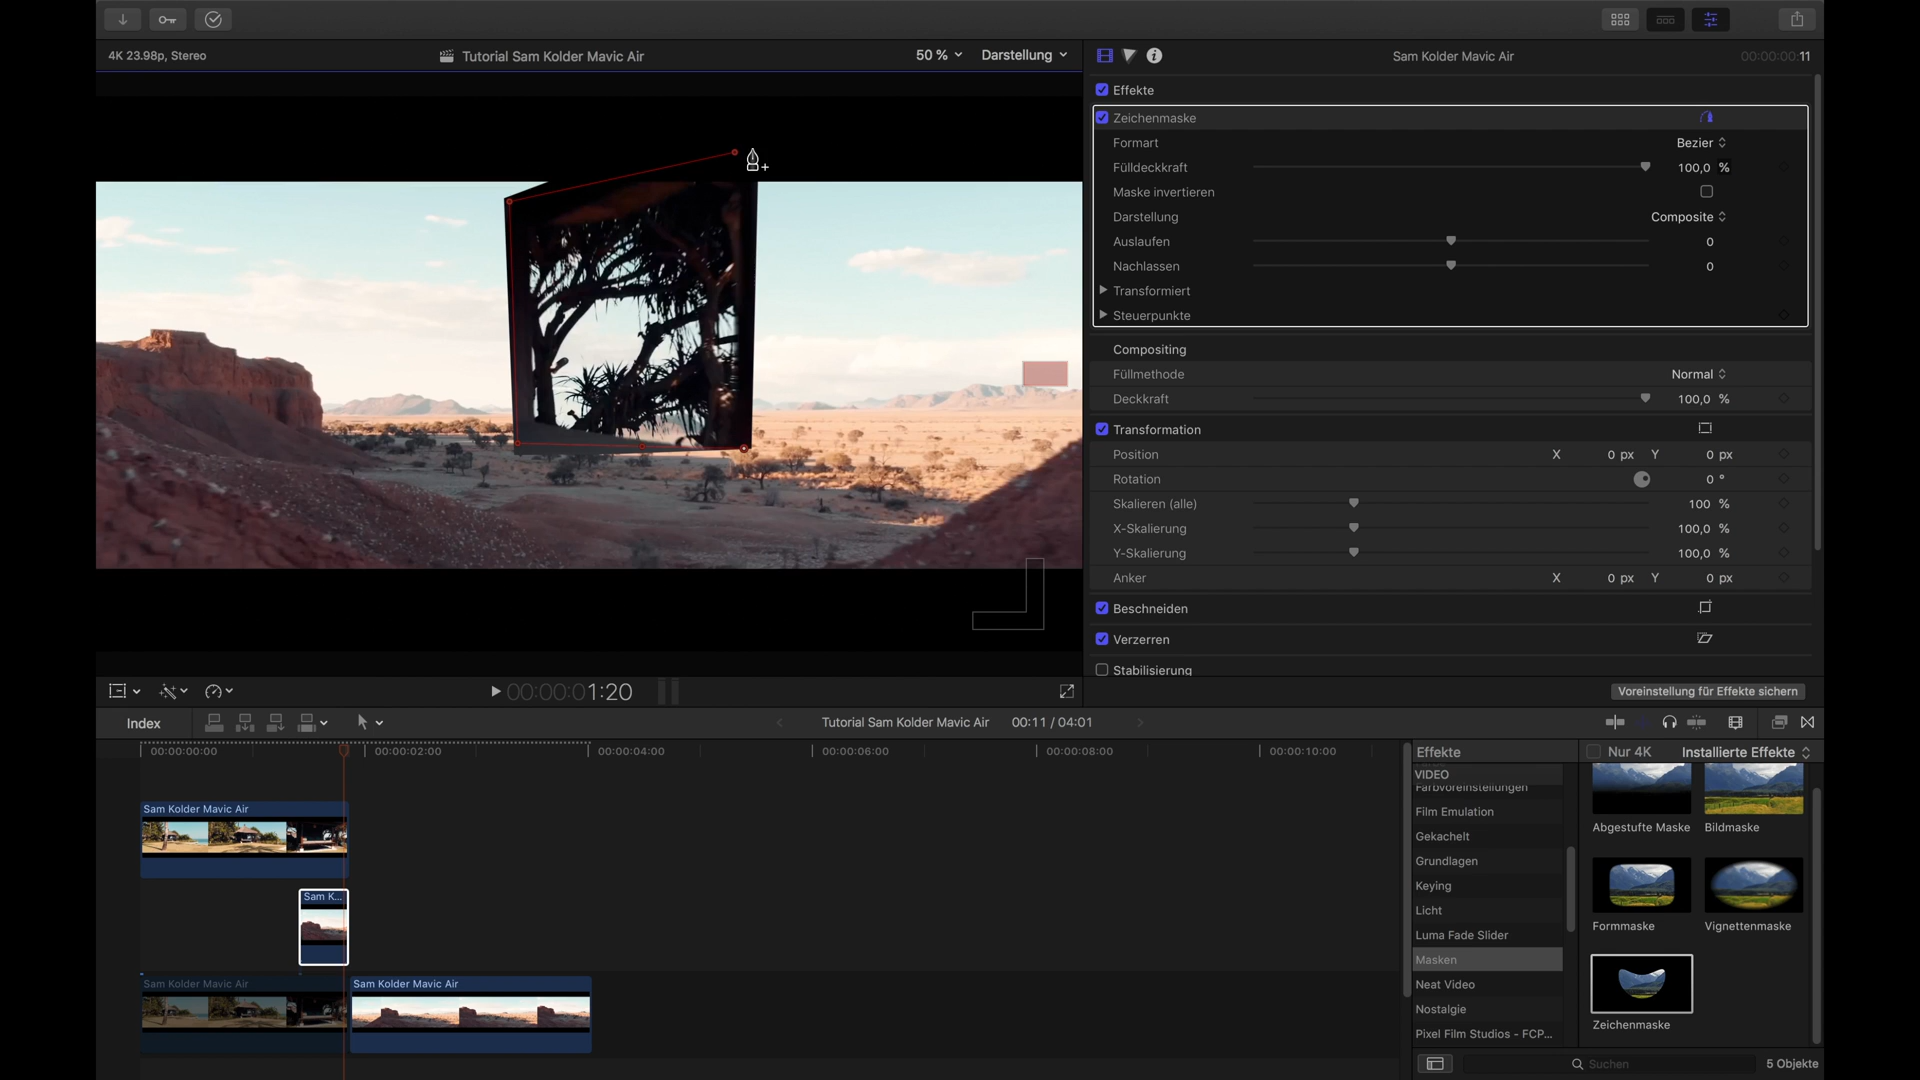 4K 23.98p, Stereo
Tutorial Sam Kolder Mavic Air
50 %
Darstellung
Sam Kolder Mavic Air
00:00:00:11
Effekte
Zeichenmaske
Formart
Bezier
Fülldeckkraft
100,0 %
Maske invertieren
Darstellung
Composite
Auslaufen
0
Nachlassen
0
Transformiert
Steuerpunkte
Compositing
Füllmethode
Normal
Deckkraft
100,0 %
Transformation
Position
X 0 px Y 0 px
Rotation
0 °
Skalieren (alle)
100 %
X-Skalierung
100,0 %
Y-Skalierung
100,0 %
Anker
X 0 px Y 0 px
Beschneiden
Verzerren
Stabilisierung
00:00:01:20
Voreinstellung für Effekte sichern
Index
Tutorial Sam Kolder Mavic Air
00:11 / 04:01
00:00:00:00
00:00:02:00
00:00:04:00
00:00:06:00
00:00:08:00
00:00:10:00
Sam Kolder Mavic Air
Sam K...
Sam Kolder Mavic Air
Sam Kolder Mavic Air
Effekte
Nur 4K
Installierte Effekte
VIDEO
Farbvoreinstellungen
Film Emulation
Gekachelt
Grundlagen
Keying
Licht
Luma Fade Slider
Masken
Neat Video
Nostalgie
Pixel Film Studios - FCP...
Abgestufte Maske
Bildmaske
Formmaske
Vignettenmaske
Zeichenmaske
Suchen
5 Objekte